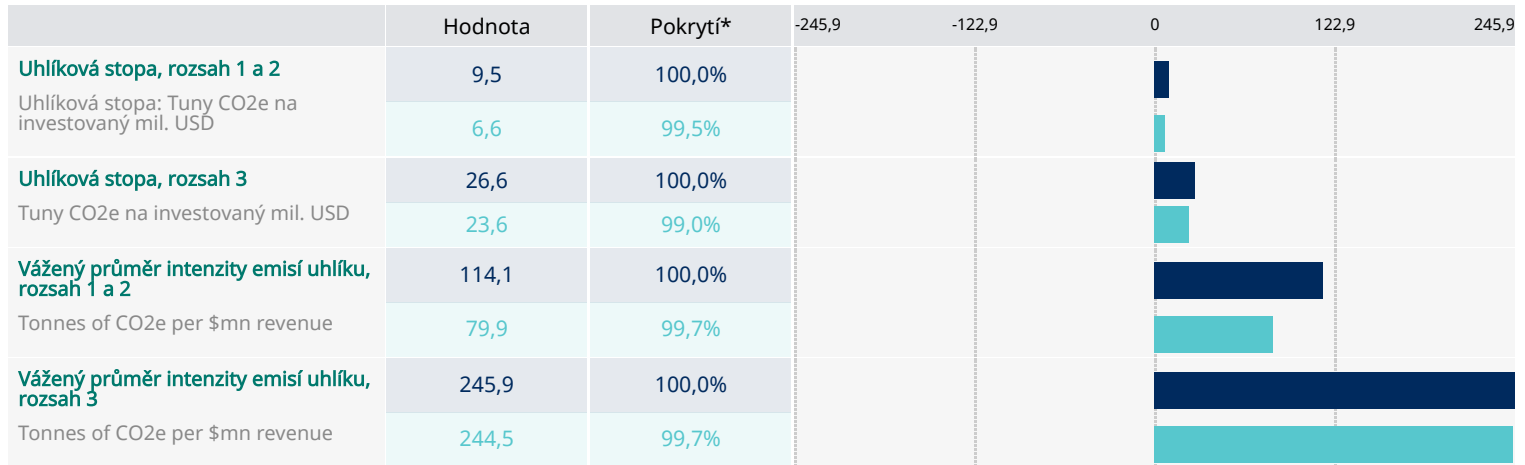 Hodnota Pokrytí* -245,9 -122,9 0 122,9 245,9
Uhlíková stopa, rozsah 1 a 2
Uhlíková stopa: Tuny CO2e na
investovaný mil. USD
9,5 100,0%
6,6 99,5%
Uhlíková stopa, rozsah 3
Tuny CO2e na investovaný mil. USD
26,6 100,0%
23,6 99,0%
Vážený průměr intenzity emisí uhlíku,
rozsah 1 a 2
Tonnes of CO2e per $mn revenue
114,1 100,0%
79,9 99,7%
Vážený průměr intenzity emisí uhlíku,
rozsah 3
Tonnes of CO2e per $mn revenue
245,9 100,0%
244,5 99,7%